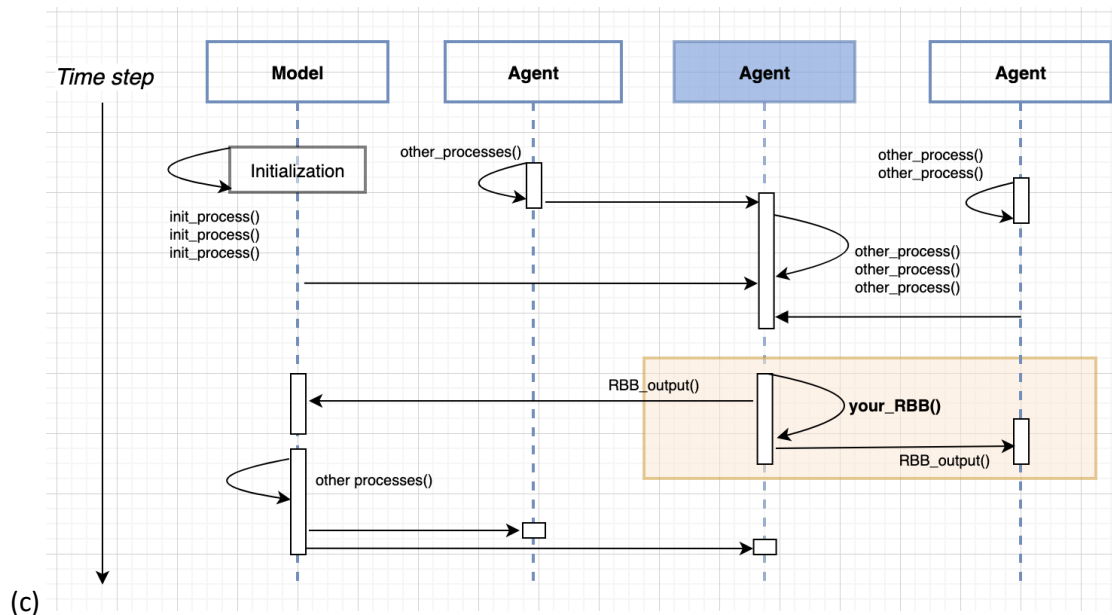 Time step
Model
Agent
Agent
Agent
Initialization
other_processes()
other_process()
other_process()
init_process()
init_process()
init_process()
other_process()
other_process()
other_process()
RBB_output()
your_RBB()
RBB_output()
other processes()
(c)